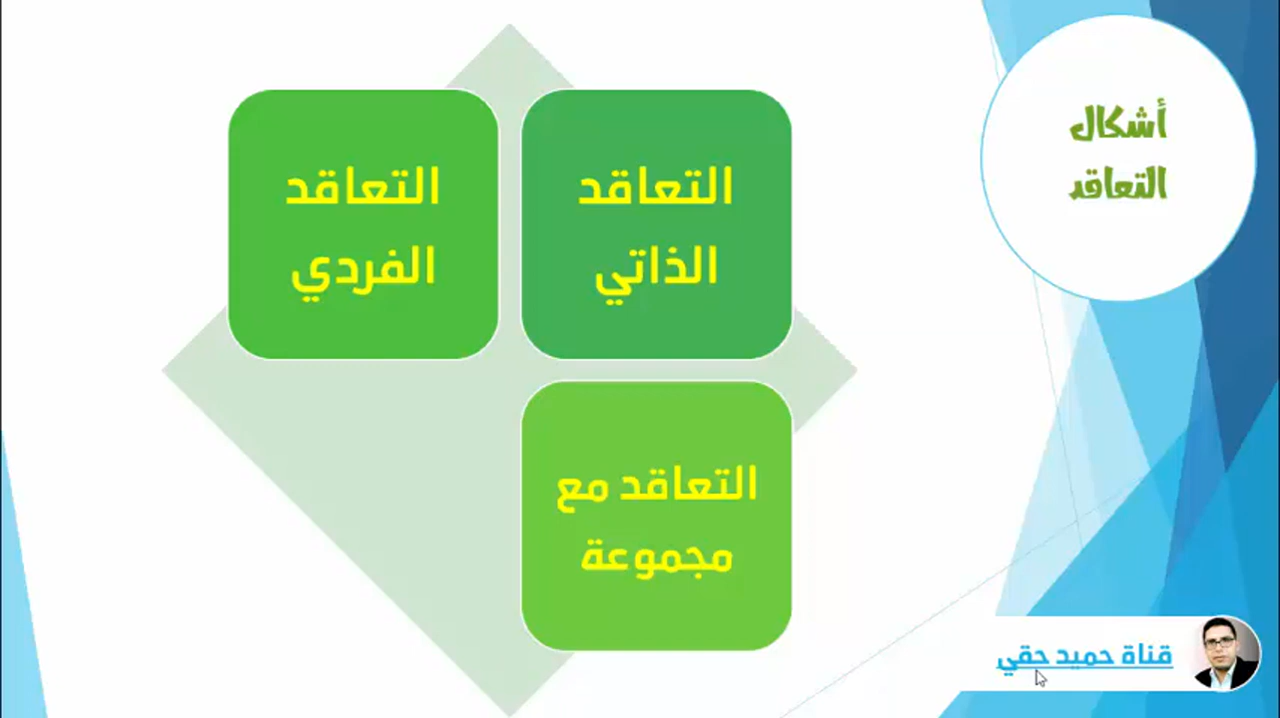 أشكال
التعاقد
التعاقد
الذاتي
التعاقد
الفردي
التعاقد مع
مجموعة
قناة حميد حقي